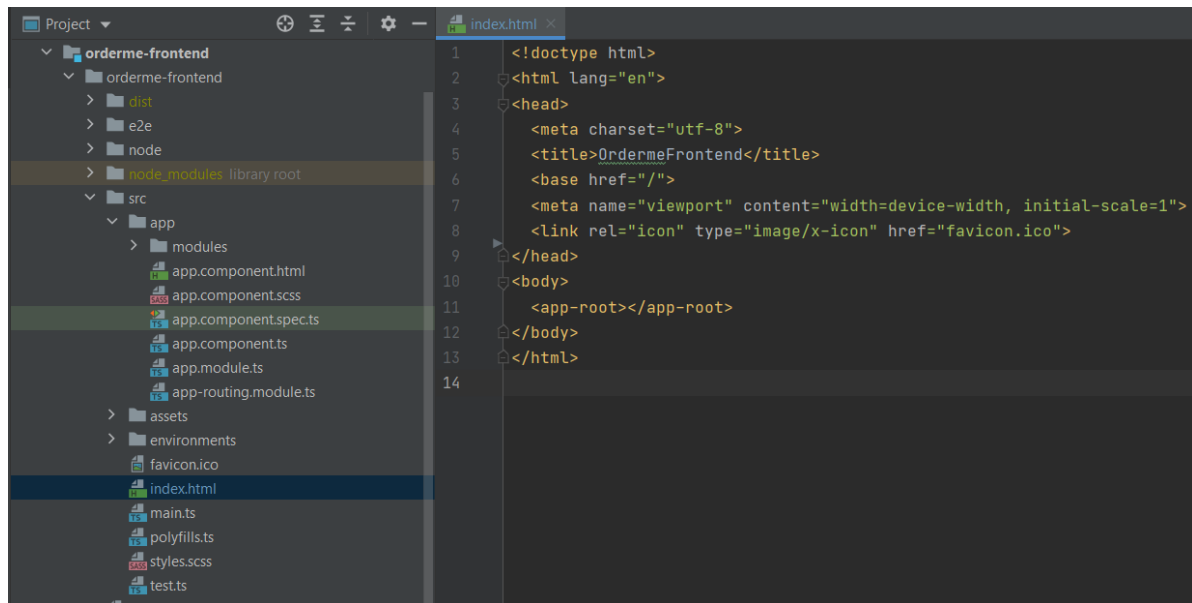 Project
orderme-frontend
orderme-frontend
dist
e2e
node
node_modules library root
src
app
modules
app.component.html
app.component.scss
app.component.spec.ts
app.component.ts
app.module.ts
app-routing.module.ts
assets
environments
favicon.ico
index.html
main.ts
polyfills.ts
styles.scss
test.ts
index.html
1 <!doctype html>
2 <html lang="en">
3 <head>
4 <meta charset="utf-8">
5 <title>OrdermeFrontend</title>
6 <base href="/">
7 <meta name="viewport" content="width=device-width, initial-scale=1">
8 <link rel="icon" type="image/x-icon" href="favicon.ico">
9 </head>
10 <body>
11 <app-root></app-root>
12 </body>
13 </html>
14